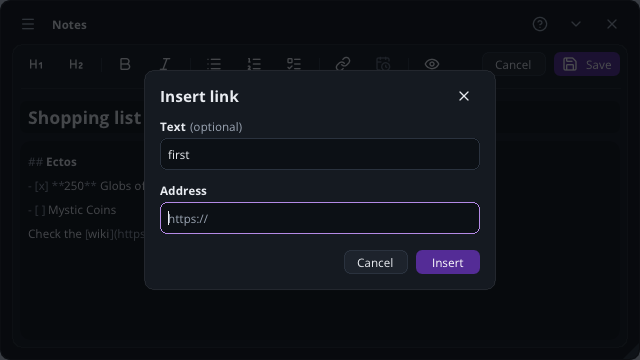 Notes
H1 H2 B I Cancel Save
Shopping list
## Ectos
- [x] **250** Globs of
- [ ] Mystic Coins
Check the [wiki](https
Insert link
Text (optional)
first
Address
https://
Cancel Insert